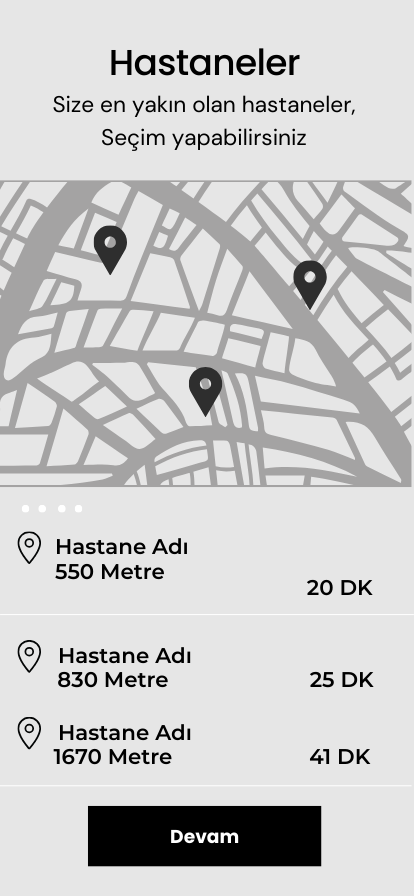 Hastaneler
Size en yakın olan hastaneler,
Seçim yapabilirsiniz
Hastane Adı
550 Metre
20 DK
Hastane Adı
830 Metre
25 DK
Hastane Adı
1670 Metre
41 DK
Devam